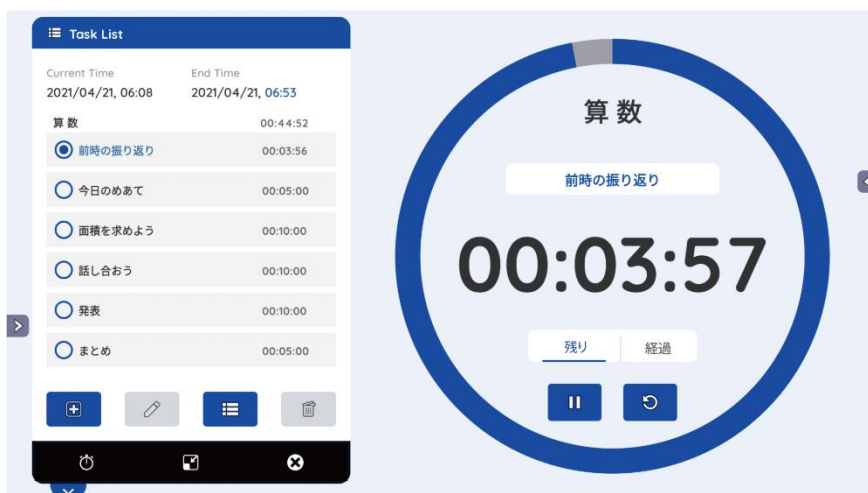 Task List
Current Time End Time
2021/04/21, 06:08 2021/04/21, 06:53
算数 00:44:52
前時の振り返り 00:03:56
今日のめあて 00:05:00
面積を求めよう 00:10:00
話し合おう 00:10:00
発表 00:10:00
まとめ 00:05:00
算数
前時の振り返り
00:03:57
残り 経過